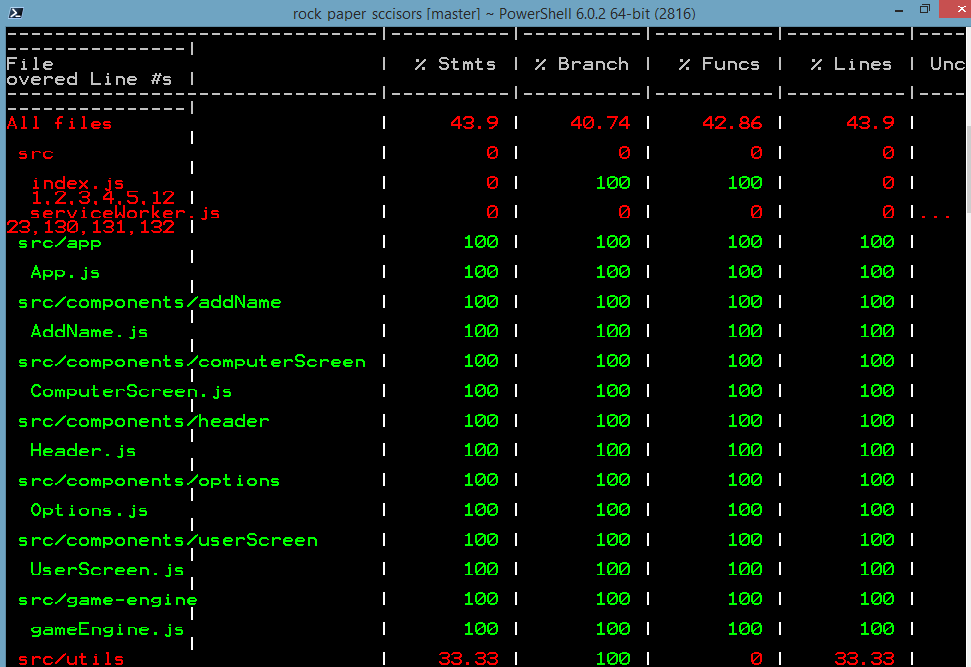 rock paper sccisors [master] ~ PowerShell 6.0.2 64-bit (2816)
-------------------------------|----------|----------|----------|----------|----
---------------|
File | % Stmts | % Branch | % Funcs | % Lines | Unc
overed Line #s |
-------------------------------|----------|----------|----------|----------|----
---------------|
All files | 43.9 | 40.74 | 42.86 | 43.9 |
|
src | 0 | 0 | 0 | 0 |
|
index.js | 0 | 100 | 100 | 0 |
1,2,3,4,5,12 |
serviceWorker.js | 0 | 0 | 0 | 0 |...
23,130,131,132 |
src/app | 100 | 100 | 100 | 100 |
|
App.js | 100 | 100 | 100 | 100 |
|
src/components/addName | 100 | 100 | 100 | 100 |
|
AddName.js | 100 | 100 | 100 | 100 |
|
src/components/computerScreen | 100 | 100 | 100 | 100 |
|
ComputerScreen.js | 100 | 100 | 100 | 100 |
|
src/components/header | 100 | 100 | 100 | 100 |
|
Header.js | 100 | 100 | 100 | 100 |
|
src/components/options | 100 | 100 | 100 | 100 |
|
Options.js | 100 | 100 | 100 | 100 |
|
src/components/userScreen | 100 | 100 | 100 | 100 |
|
UserScreen.js | 100 | 100 | 100 | 100 |
|
src/game-engine | 100 | 100 | 100 | 100 |
|
gameEngine.js | 100 | 100 | 100 | 100 |
|
src/utils | 33.33 | 100 | 0 | 33.33 |